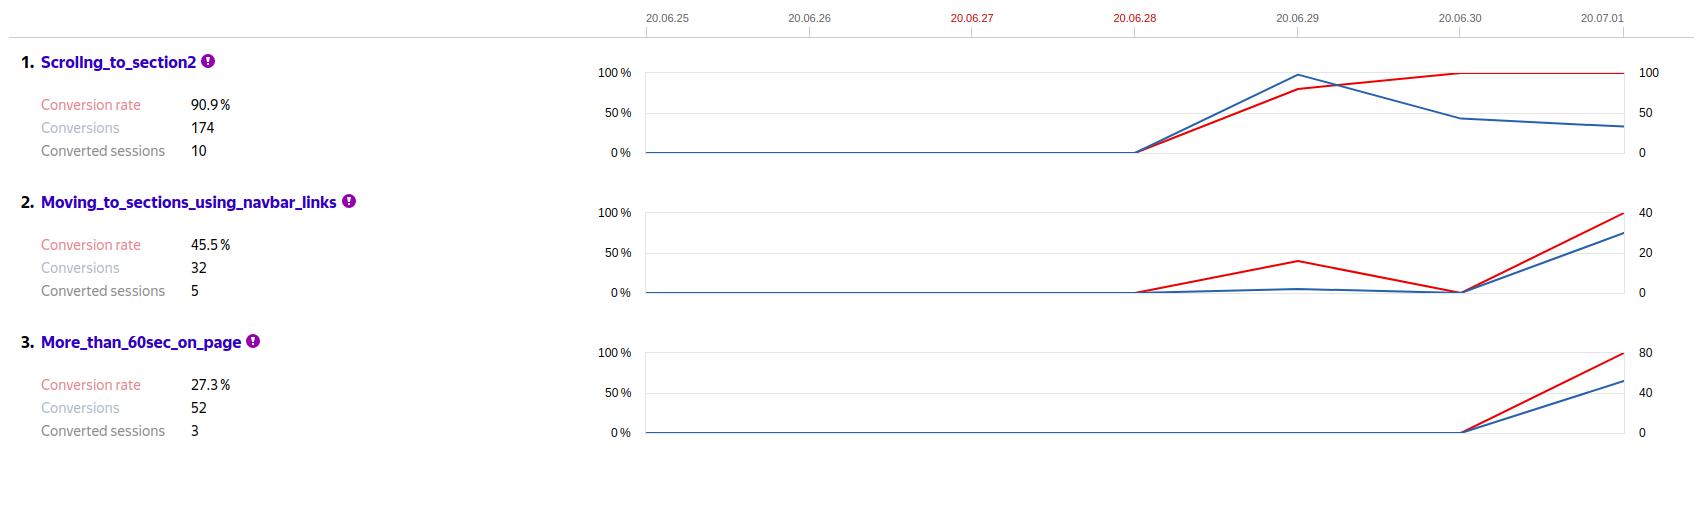 20.06.25 20.06.26 20.06.27 20.06.28 20.06.29 20.06.30 20.07.01
1. Scrollng_to_section2
100 % 100
Conversion rate 90.9 %
50 % 50
Conversions 174
Converted sessions 10
0 % 0
2. Moving_to_sections_using_navbar_links
100 % 40
Conversion rate 45.5 %
50 % 20
Conversions 32
Converted sessions 5
0 % 0
3. More_than_60sec_on_page
100 % 80
Conversion rate 27.3 %
50 % 40
Conversions 52
Converted sessions 3
0 % 0